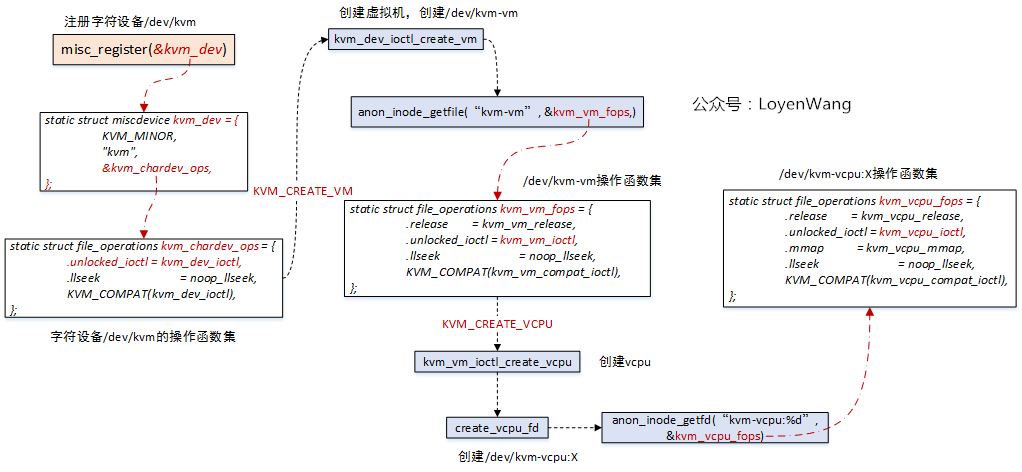 注册字符设备/dev/kvm
misc_register(&kvm_dev)
static struct miscdevice kvm_dev = {
KVM_MINOR,
"kvm",
&kvm_chardev_ops,
};
static struct file_operations kvm_chardev_ops = {
.unlocked_ioctl = kvm_dev_ioctl,
.llseek = noop_llseek,
KVM_COMPAT(kvm_dev_ioctl),
};
字符设备/dev/kvm的操作函数集
KVM_CREATE_VM
创建虚拟机，创建/dev/kvm-vm
kvm_dev_ioctl_create_vm
anon_inode_getfile(“kvm-vm”, &kvm_vm_fops,)
/dev/kvm-vm操作函数集
static struct file_operations kvm_vm_fops = {
.release = kvm_vm_release,
.unlocked_ioctl = kvm_vm_ioctl,
.llseek = noop_llseek,
KVM_COMPAT(kvm_vm_compat_ioctl),
};
KVM_CREATE_VCPU
kvm_vm_ioctl_create_vcpu
创建vcpu
create_vcpu_fd
创建/dev/kvm-vcpu:X
anon_inode_getfd(“kvm-vcpu:%d”,
&kvm_vcpu_fops)
公众号：LoyenWang
/dev/kvm-vcpu:X操作函数集
static struct file_operations kvm_vcpu_fops = {
.release = kvm_vcpu_release,
.unlocked_ioctl = kvm_vcpu_ioctl,
.mmap = kvm_vcpu_mmap,
.llseek = noop_llseek,
KVM_COMPAT(kvm_vcpu_compat_ioctl),
};